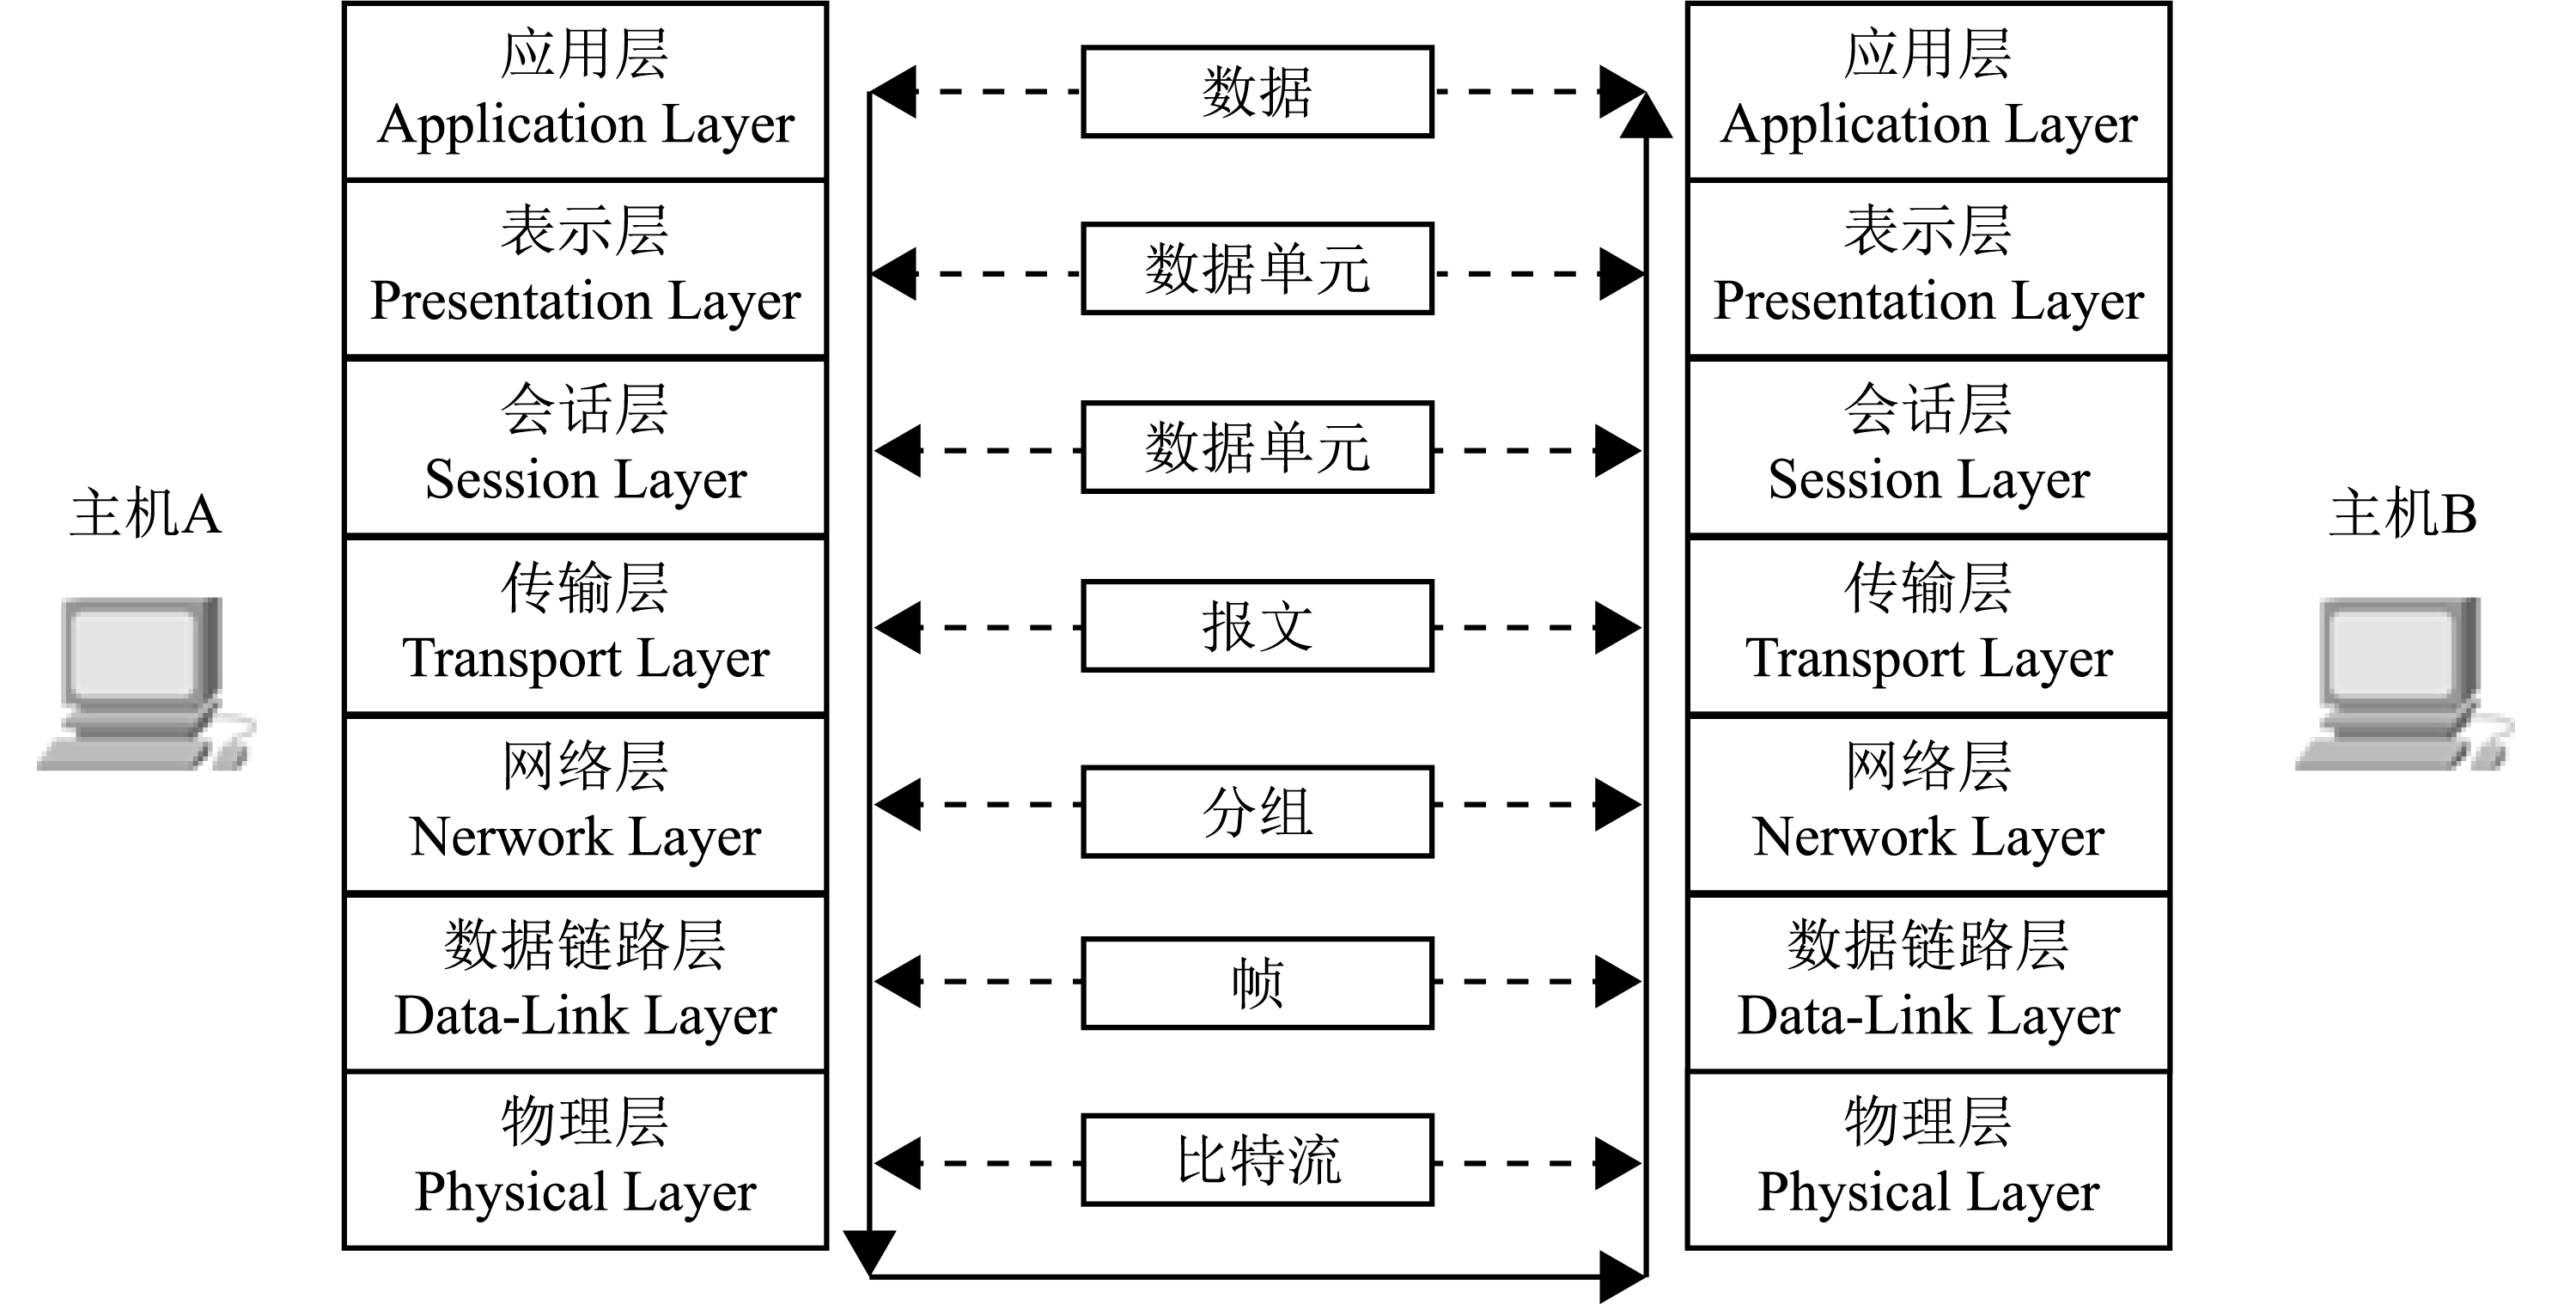 主机A
应用层
Application Layer
表示层
Presentation Layer
会话层
Session Layer
传输层
Transport Layer
网络层
Nerwork Layer
数据链路层
Data-Link Layer
物理层
Physical Layer
数据
数据单元
数据单元
报文
分组
帧
比特流
应用层
Application Layer
表示层
Presentation Layer
会话层
Session Layer
传输层
Transport Layer
网络层
Nerwork Layer
数据链路层
Data-Link Layer
物理层
Physical Layer
主机B